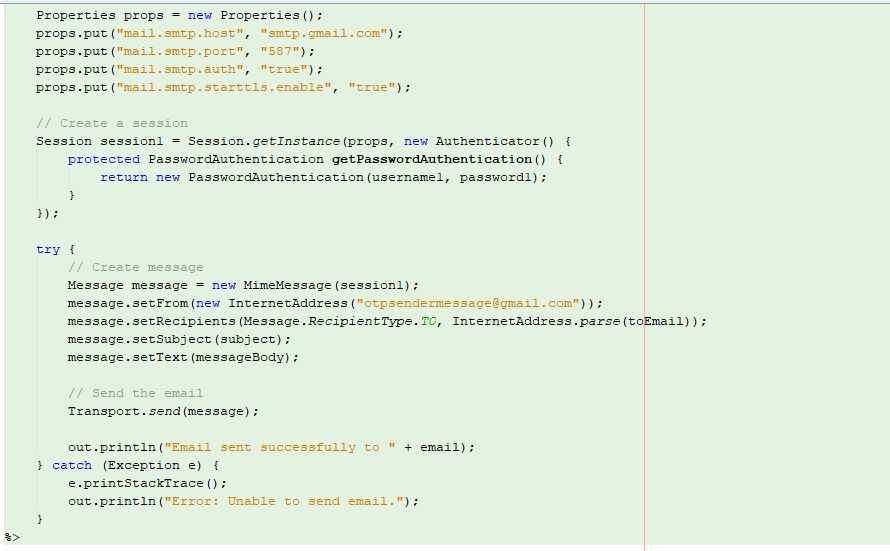 Properties props = new Properties();
props.put("mail.smtp.host", "smtp.gmail.com");
props.put("mail.smtp.port", "587");
props.put("mail.smtp.auth", "true");
props.put("mail.smtp.starttls.enable", "true");
// Create a session
Session session1 = Session.getInstance(props, new Authenticator() {
protected PasswordAuthentication getPasswordAuthentication() {
return new PasswordAuthentication(username1, password1);
}
});
try {
// Create message
Message message = new MimeMessage(session1);
message.setFrom(new InternetAddress("otpsendermessage@gmail.com"));
message.setRecipients(Message.RecipientType.TO, InternetAddress.parse(toEmail));
message.setSubject(subject);
message.setText(messageBody);
// Send the email
Transport.send(message);
out.println("Email sent successfully to " + email);
} catch (Exception e) {
e.printStackTrace();
out.println("Error: Unable to send email.");
}
%>